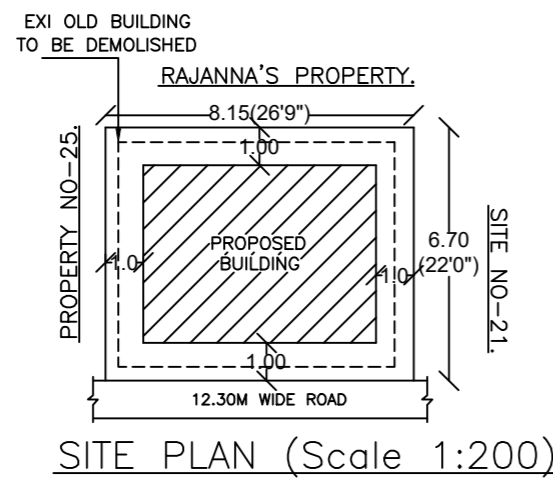 EXI OLD BUILDING
TO BE DEMOLISHED
RAJANNA'S PROPERTY.
8.15(26'9")
1.00
PROPERTY NO-25.
PROPOSED
BUILDING
1.0
1.0
6.70
(22'0")
SITE NO-21.
1.00
12.30M WIDE ROAD
SITE PLAN (Scale 1:200)